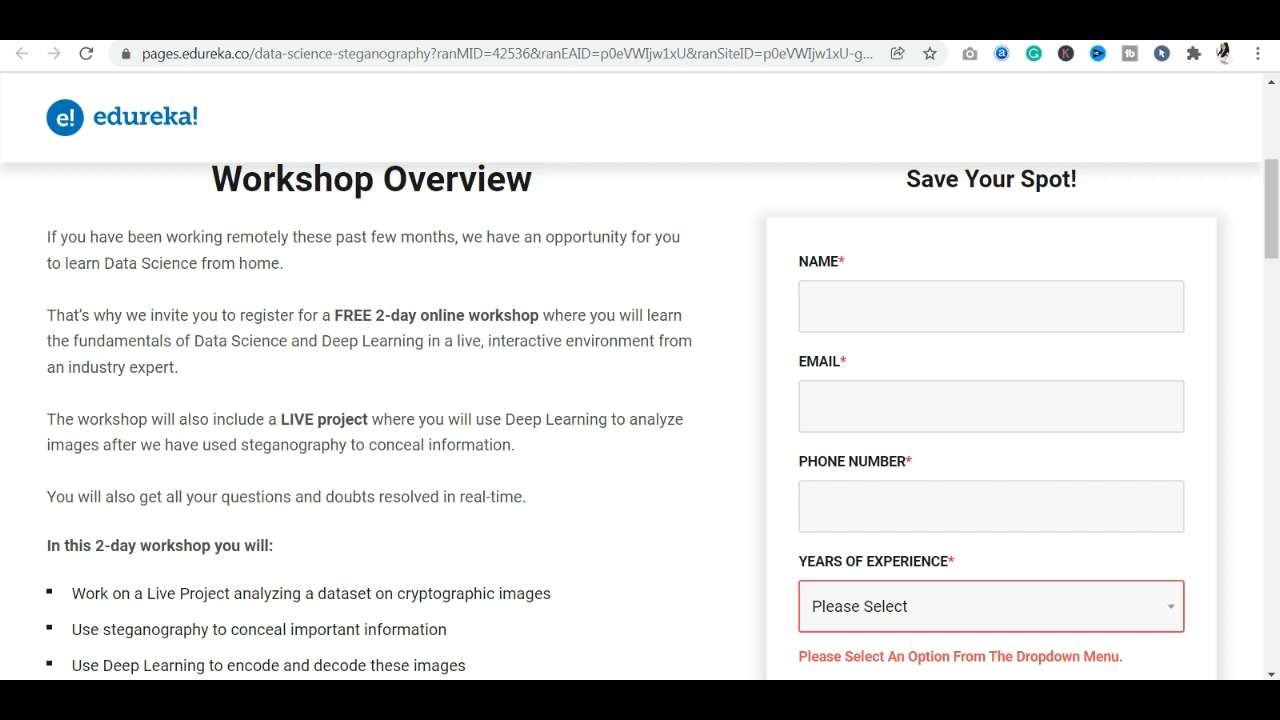 pages.edureka.co/data-science-steganography?ranMID=42536&ranEAID=p0eVWIjw1xU&ranSiteID=p0eVWIjw1xU-g...
e! edureka!
Workshop Overview
If you have been working remotely these past few months, we have an opportunity for you
to learn Data Science from home.
That's why we invite you to register for a FREE 2-day online workshop where you will learn
the fundamentals of Data Science and Deep Learning in a live, interactive environment from
an industry expert.
The workshop will also include a LIVE project where you will use Deep Learning to analyze
images after we have used steganography to conceal information.
You will also get all your questions and doubts resolved in real-time.
In this 2-day workshop you will:
Work on a Live Project analyzing a dataset on cryptographic images
Use steganography to conceal important information
Use Deep Learning to encode and decode these images
Save Your Spot!
NAME*
EMAIL*
PHONE NUMBER*
YEARS OF EXPERIENCE*
Please Select
Please Select An Option From The Dropdown Menu.